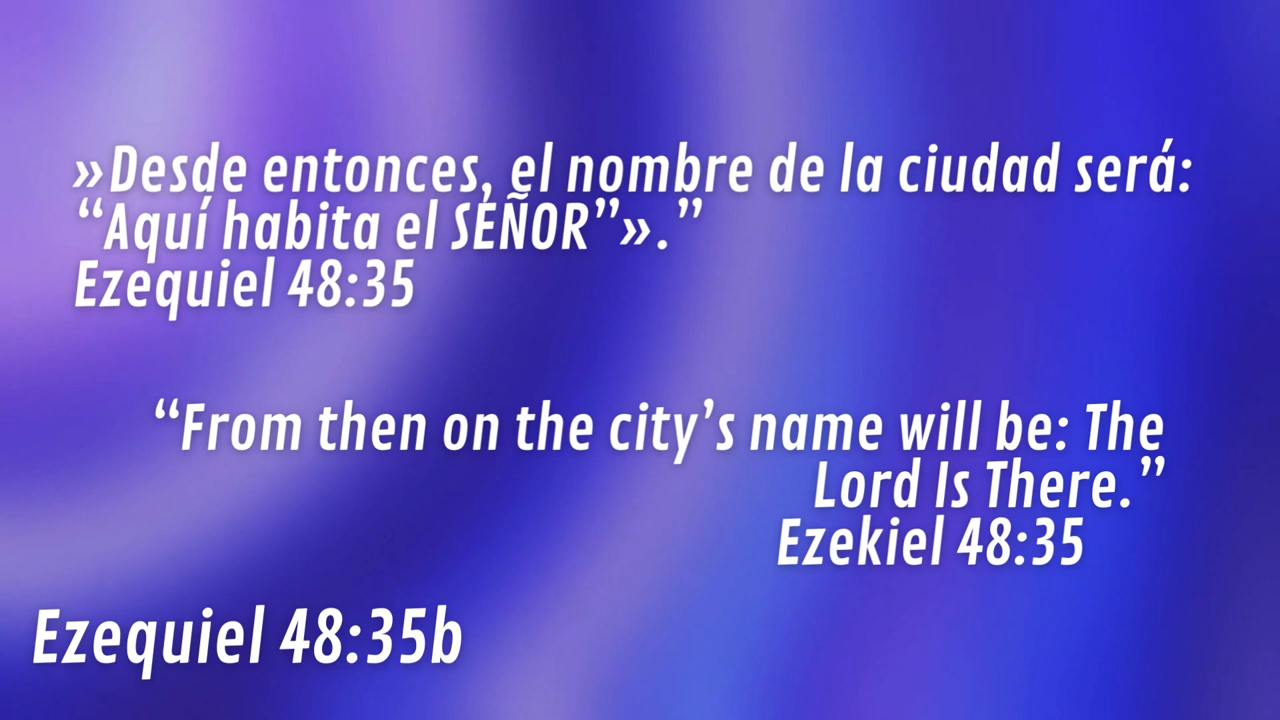 »Desde entonces, el nombre de la ciudad será:
“Aquí habita el SEÑOR”».”
Ezequiel 48:35
“From then on the city’s name will be: The
Lord Is There.”
Ezekiel 48:35
Ezequiel 48:35b